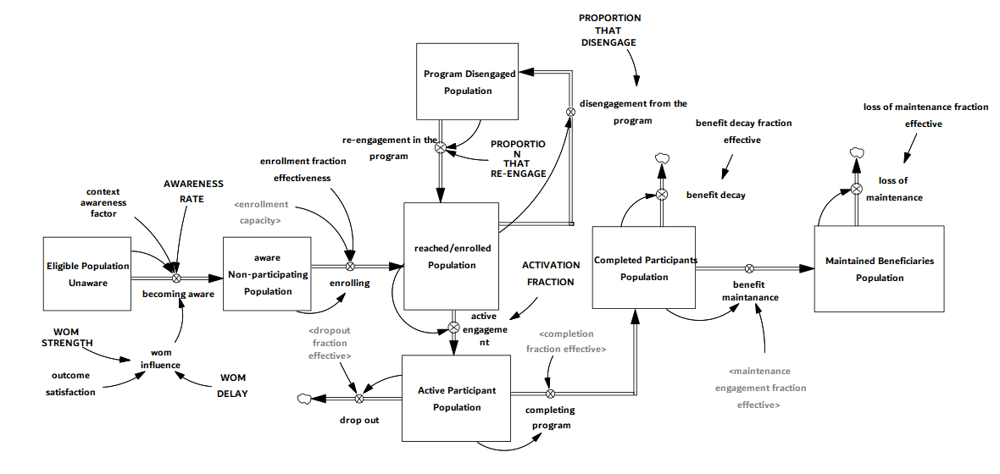 PROPORTION
THAT
DISENGAGE
Program Disengaged
Population
disengagement from the
program
loss of maintenance fraction
effective
benefit decay fraction
effective
re-engagement in the
program
PROPORTIO
N
THAT
RE-ENGAGE
enrollment fraction
effectiveness
AWARENESS
RATE
context
awareness
factor
<enrollment
capacity>
loss of
maintenance
benefit decay
Eligible Population
Unaware
aware
Non-participating
Population
reached/enrolled
Population
Completed Participants
Population
Maintained Beneficiaries
Population
becoming aware
enrolling
ACTIVATION
FRACTION
benefit
maintanance
active
engageme
nt
WOM
STRENGTH
wom
influence
outcome
satisfaction
WOM
DELAY
<dropout
fraction
effective>
<completion
fraction effective>
<maintenance
engagement fraction
effective>
Active Participant
Population
drop out
completing
program